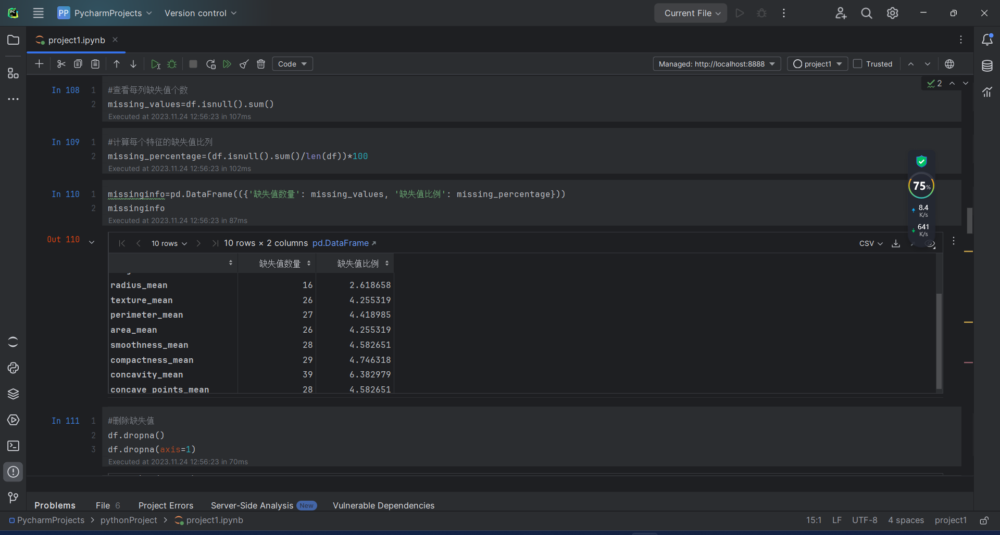 PC
PP PycharmProjects Version control Current File
project1.ipynb
Code Managed: http://localhost:8888 project1 Trusted
2
In 108 1 #查看每列缺失值个数
2 missing_values=df.isnull().sum()
Executed at 2023.11.24 12:56:23 in 107ms
In 109 1 #计算每个特征的缺失值比列
2 missing_percentage=(df.isnull().sum()/len(df))*100
Executed at 2023.11.24 12:56:23 in 102ms
In 110 1 missinginfo=pd.DataFrame(({'缺失值数量': missing_values, '缺失值比例': missing_percentage}))
2 missinginfo
Executed at 2023.11.24 12:56:23 in 87ms
75%
8.4
K/s
641
K/s
Out 110 10 rows 10 rows × 2 columns pd.DataFrame CSV
缺失值数量 缺失值比例
radius_mean 16 2.618658
texture_mean 26 4.255319
perimeter_mean 27 4.418985
area_mean 26 4.255319
smoothness_mean 28 4.582651
compactness_mean 29 4.746318
concavity_mean 39 6.382979
concave points_mean 28 4.582651
In 111 1 #删除缺失值
2 df.dropna()
3 df.dropna(axis=1)
Executed at 2023.11.24 12:56:23 in 70ms
Problems File 6 Project Errors Server-Side Analysis New Vulnerable Dependencies
PycharmProjects > pythonProject > project1.ipynb 15:1 LF UTF-8 4 spaces project1